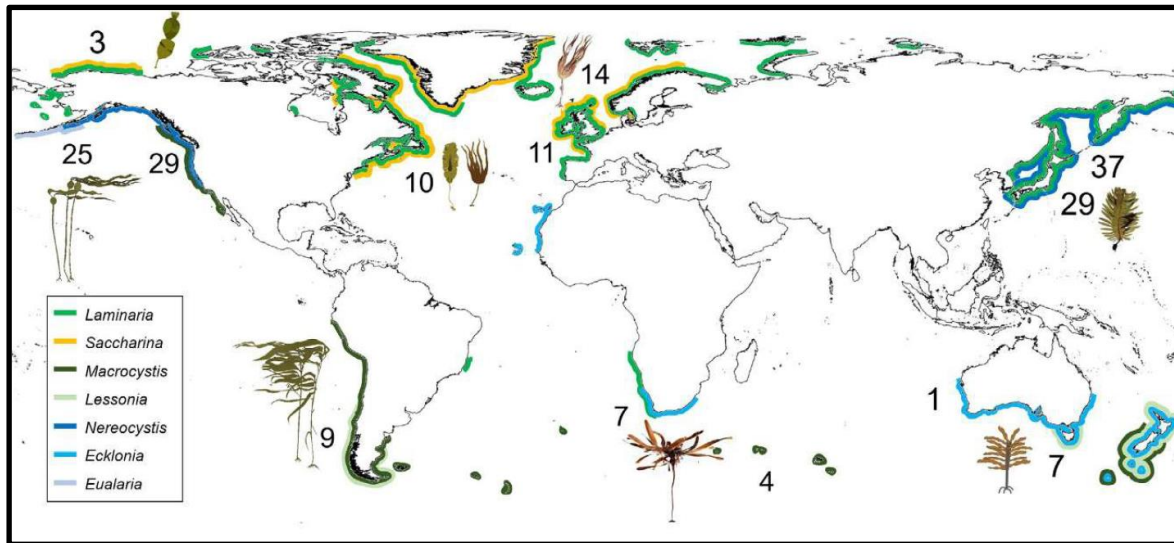 3
14
25
29
11
10
37
29
Laminaria
Saccharina
Macrocystis
Lessonia
Nereocystis
Ecklonia
Eualaria
9
7
4
1
7